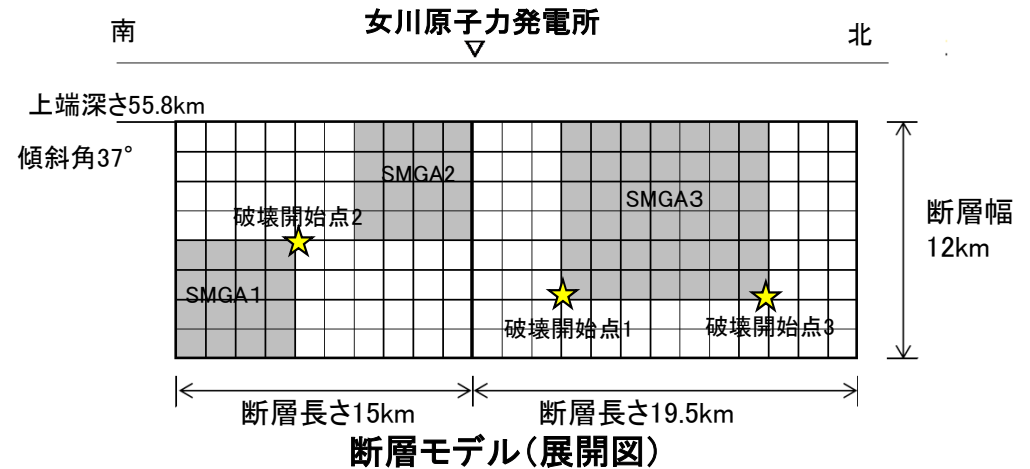 女川原子力発電所
南
北
上端深さ55.8km
傾斜角37°
SMGA2
SMGA3
破壊開始点2
断層幅
12km
SMGA1
破壊開始点1
破壊開始点3
断層長さ15km
断層長さ19.5km
断層モデル(展開図)